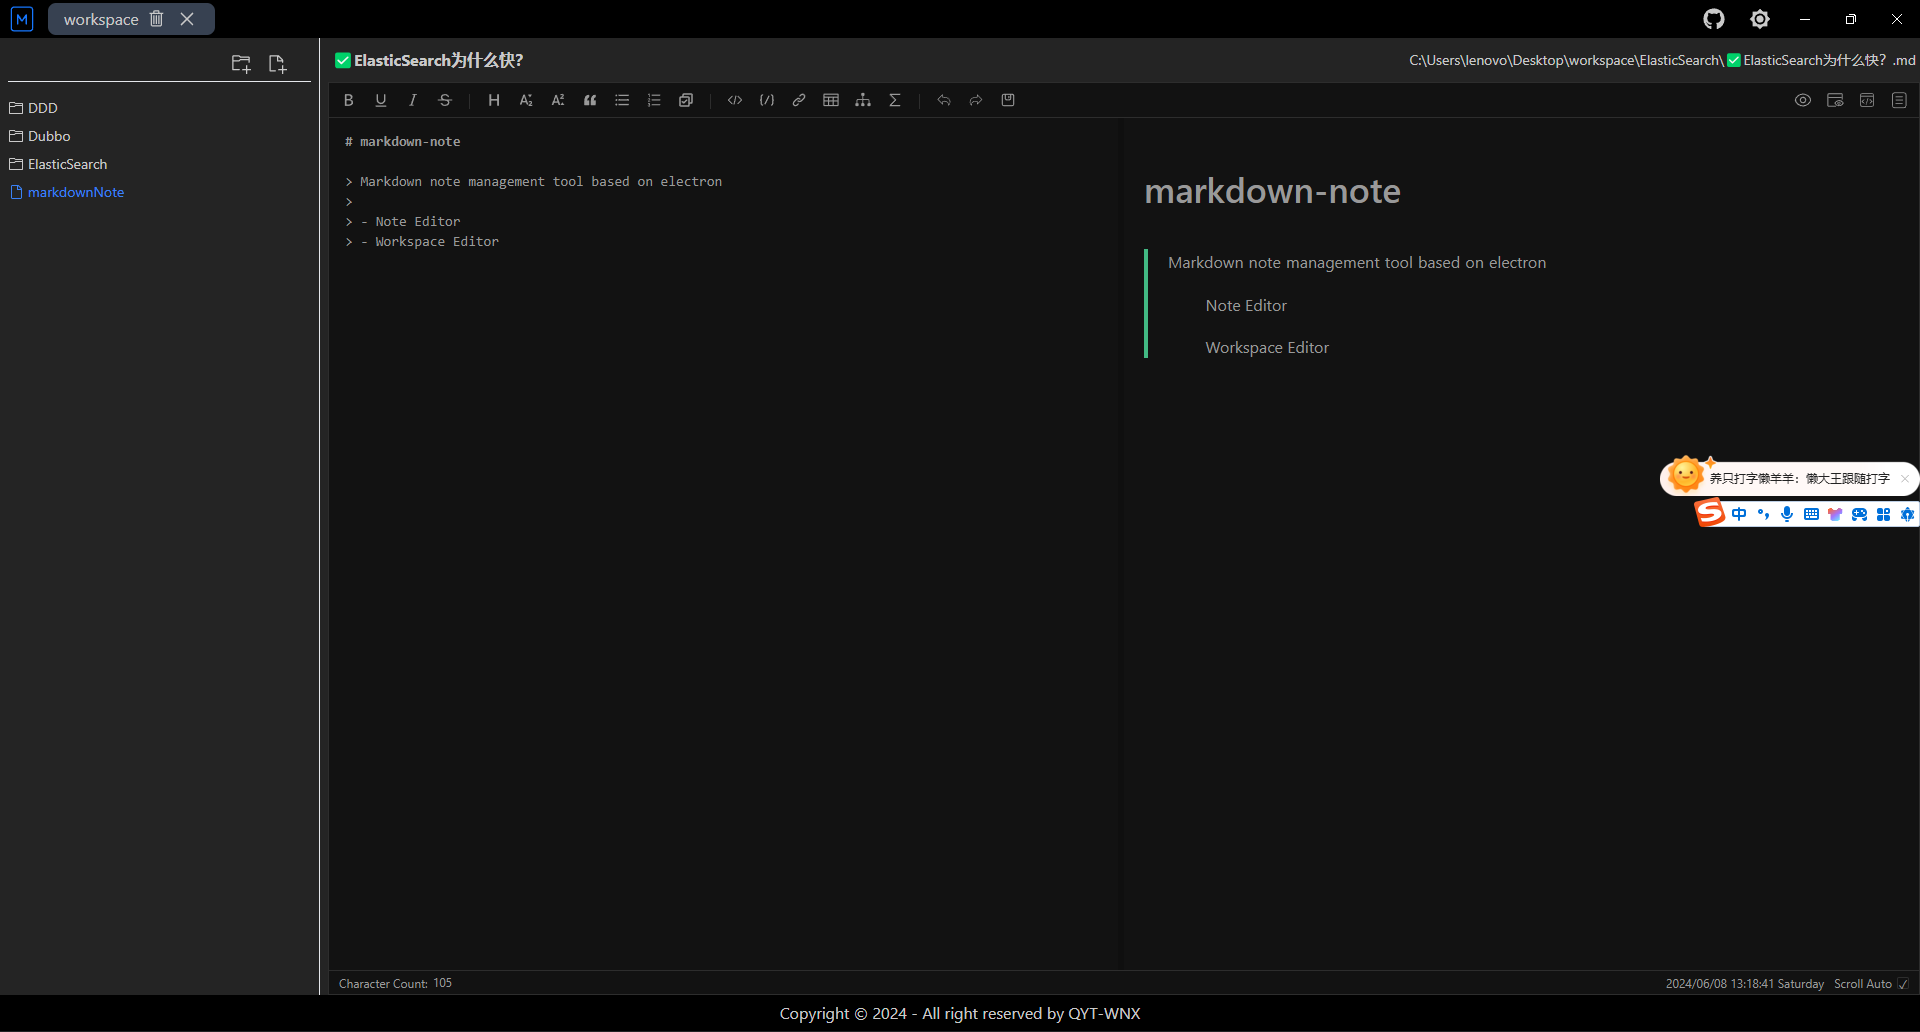 M workspace
✅ElasticSearch为什么快?
C:\Users\lenovo\Desktop\workspace\ElasticSearch\✅ElasticSearch为什么快? .md
DDD
Dubbo
ElasticSearch
markdownNote
# markdown-note
> Markdown note management tool based on electron
>
> - Note Editor
> - Workspace Editor
markdown-note
Markdown note management tool based on electron
Note Editor
Workspace Editor
养只打字懒羊羊：懒大王跟随打字
中
Character Count: 105
2024/06/08 13:18:41 Saturday Scroll Auto
Copyright © 2024 - All right reserved by QYT-WNX